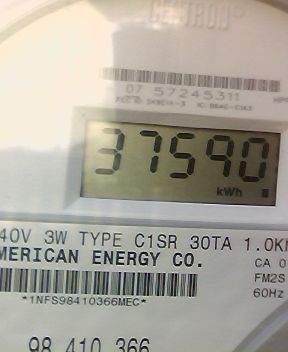 CENTRON®
07 57245311
37590
kWh
40V 3W TYPE C1SR 30TA 1.0K
MERICAN ENERGY CO.
CA 0
FM2S
60Hz
*1NFS98410366MEC*
98 410 366